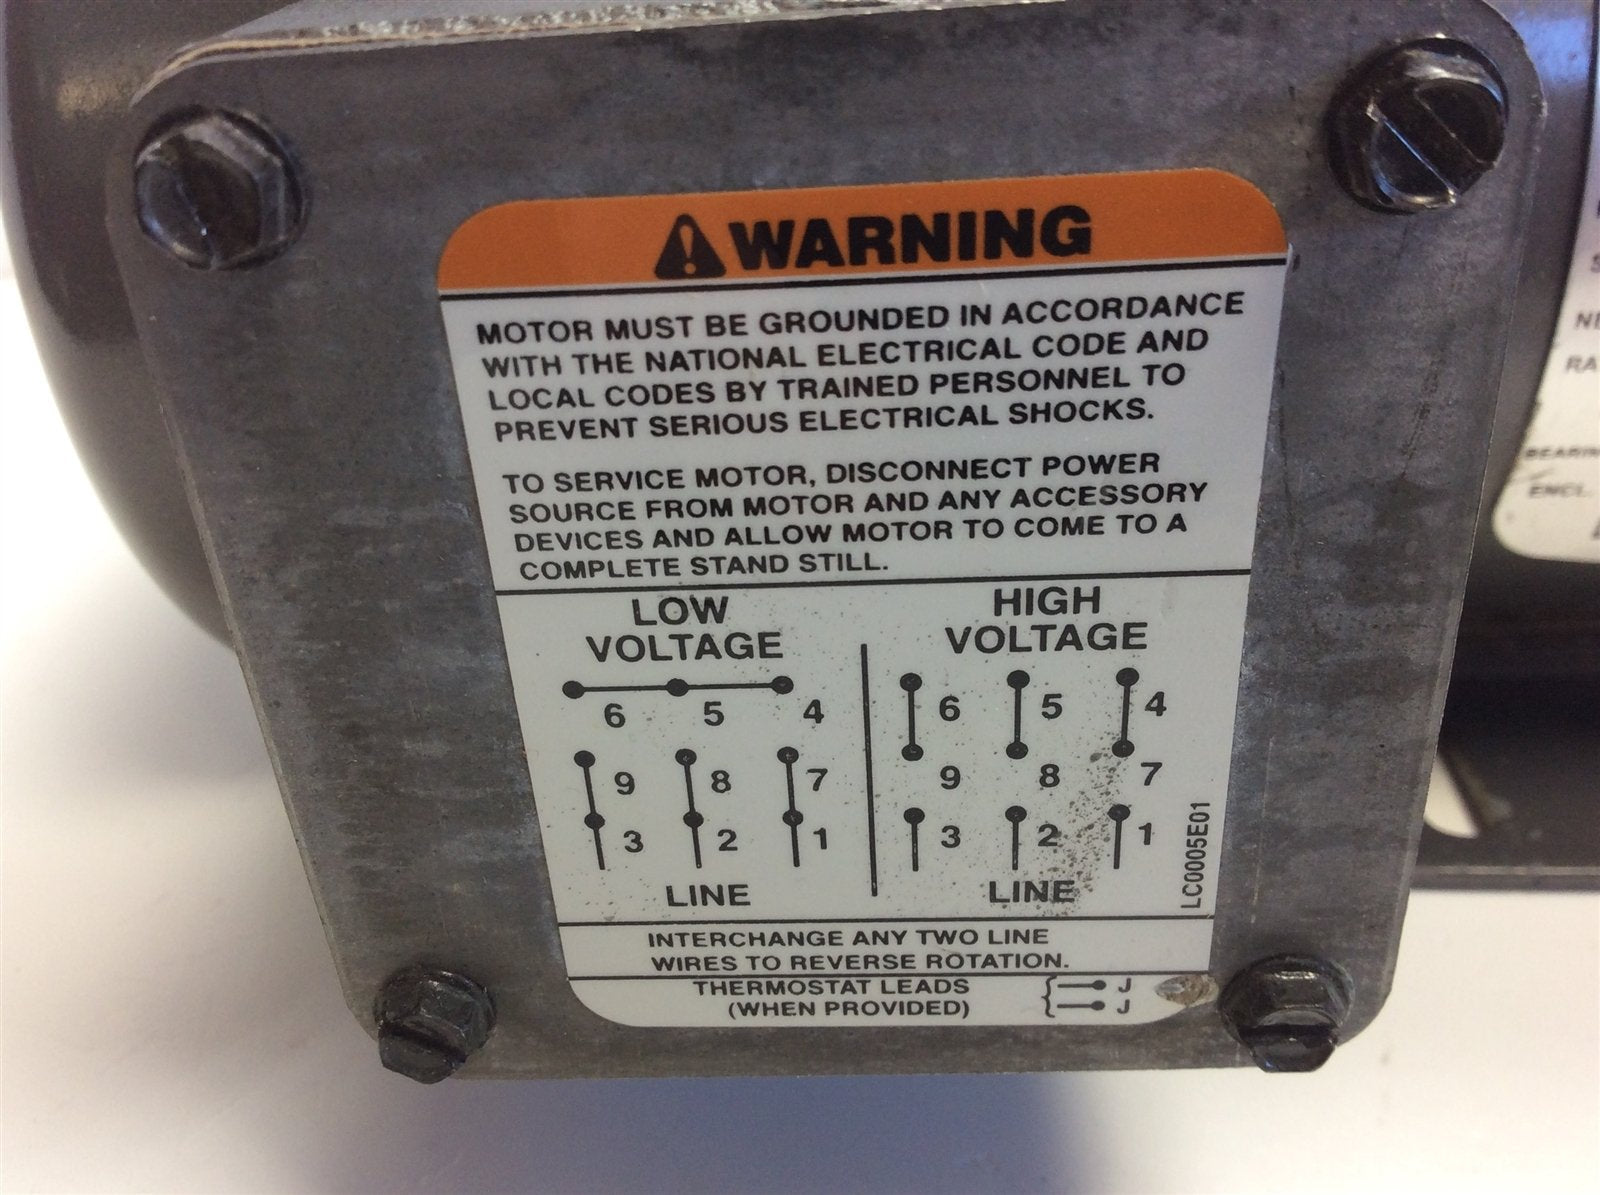 WARNING
MOTOR MUST BE GROUNDED IN ACCORDANCE
WITH THE NATIONAL ELECTRICAL CODE AND
LOCAL CODES BY TRAINED PERSONNEL TO
PREVENT SERIOUS ELECTRICAL SHOCKS.
TO SERVICE MOTOR, DISCONNECT POWER
SOURCE FROM MOTOR AND ANY ACCESSORY
DEVICES AND ALLOW MOTOR TO COME TO A
COMPLETE STAND STILL.
LOW
VOLTAGE
6 5 4
9 8 7
3 2 1
LINE
HIGH
VOLTAGE
6 5 4
9 8 7
3 2 1
LINE
LC0005E01
INTERCHANGE ANY TWO LINE
WIRES TO REVERSE ROTATION.
THERMOSTAT LEADS J
(WHEN PROVIDED) J
ENCL.